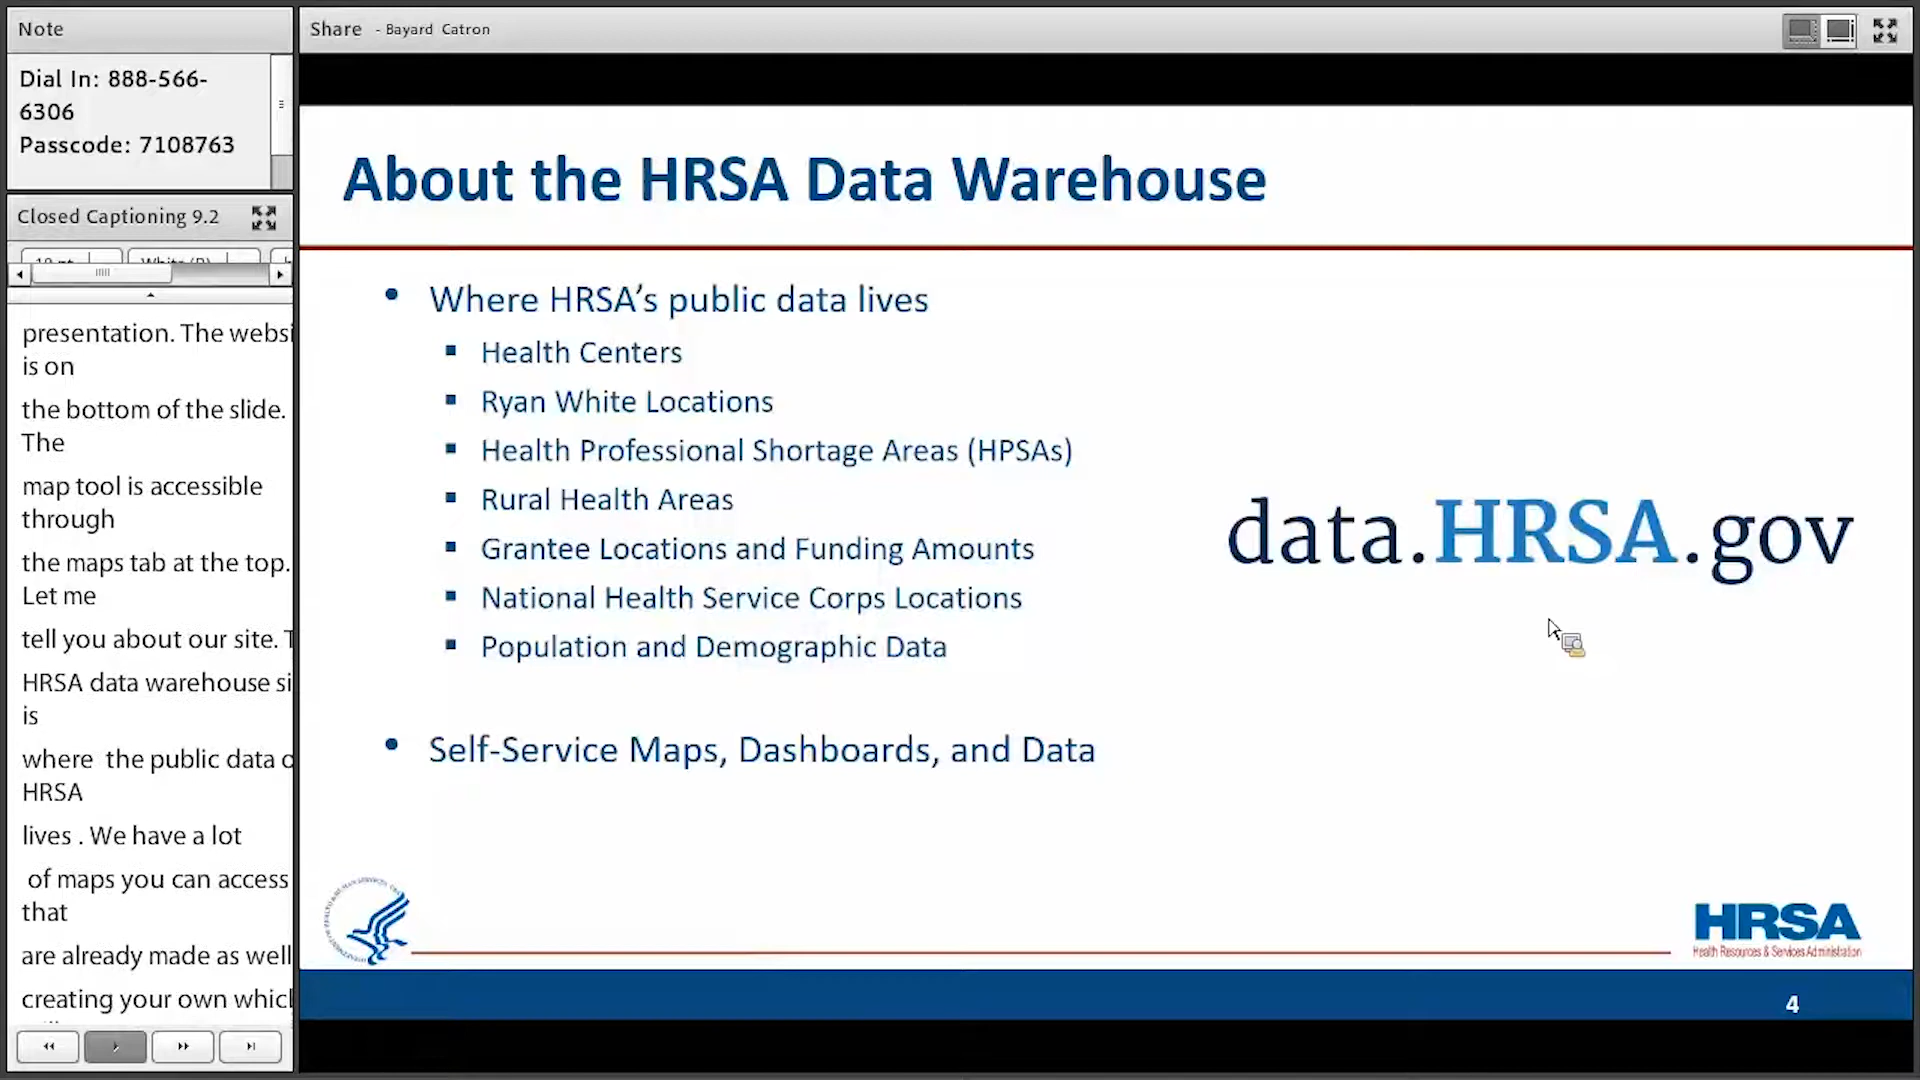 Note
Dial In: 888-566-
6306
Passcode: 7108763
Closed Captioning 9.2
presentation. The websi
is on
the bottom of the slide.
The
map tool is accessible
through
the maps tab at the top.
Let me
tell you about our site. T
HRSA data warehouse si
is
where the public data o
HRSA
lives . We have a lot
of maps you can access
that
are already made as well
creating your own which
Share - Bayard Catron
About the HRSA Data Warehouse
• Where HRSA's public data lives
▪ Health Centers
▪ Ryan White Locations
▪ Health Professional Shortage Areas (HPSAs)
▪ Rural Health Areas
▪ Grantee Locations and Funding Amounts
▪ National Health Service Corps Locations
▪ Population and Demographic Data
• Self-Service Maps, Dashboards, and Data
data.HRSA.gov
HRSA
Health Resources & Services Administration
4